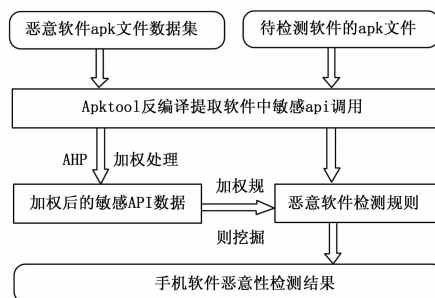 恶意软件apk文件数据集
待检测软件的apk文件
Apktool反编译提取软件中敏感api调用
AHP 加权处理
加权后的敏感API数据
加权规
则挖掘
恶意软件检测规则
手机软件恶意性检测结果